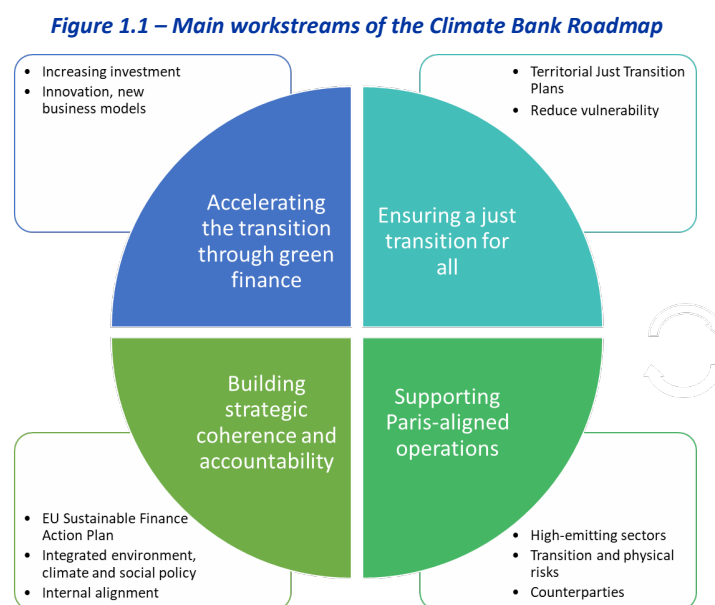 Figure 1.1 – Main workstreams of the Climate Bank Roadmap
• Increasing investment
• Innovation, new
business models
• Territorial Just Transition
Plans
• Reduce vulnerability
Accelerating
the transition
through green
finance
Ensuring a just
transition for
all
Building
strategic
coherence and
accountability
Supporting
Paris-aligned
operations
• EU Sustainable Finance
Action Plan
• Integrated environment,
climate and social policy
• Internal alignment
• High-emitting sectors
• Transition and physical
risks
• Counterparties